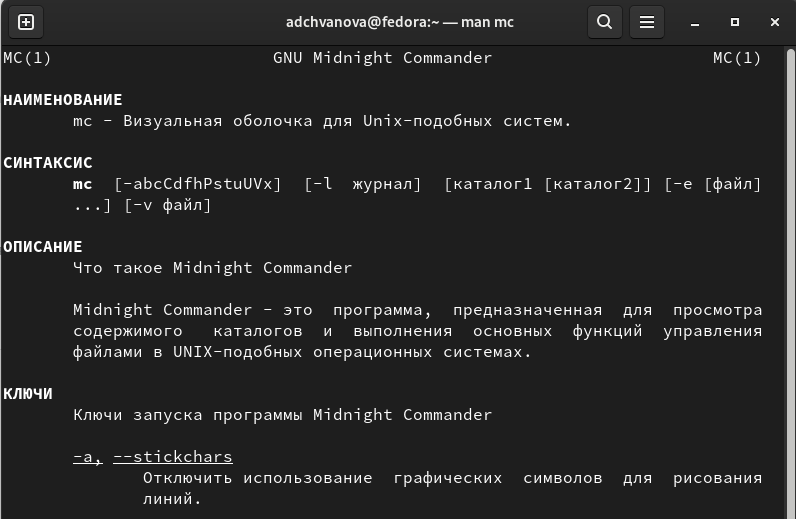 adchvanova@fedora:~ — man mc
MC(1) GNU Midnight Commander MC(1)
НАИМЕНОВАНИЕ
mc - Визуальная оболочка для Unix-подобных систем.
СИНТАКСИС
mc [-abcCdfhPstuUVx] [-l журнал] [каталог1 [каталог2]] [-e [файл]
...] [-v файл]
ОПИСАНИЕ
Что такое Midnight Commander
Midnight Commander - это программа, предназначенная для просмотра
содержимого каталогов и выполнения основных функций управления
файлами в UNIX-подобных операционных системах.
КЛЮЧИ
Ключи запуска программы Midnight Commander
-a, --stickchars
Отключить использование графических символов для рисования
линий.